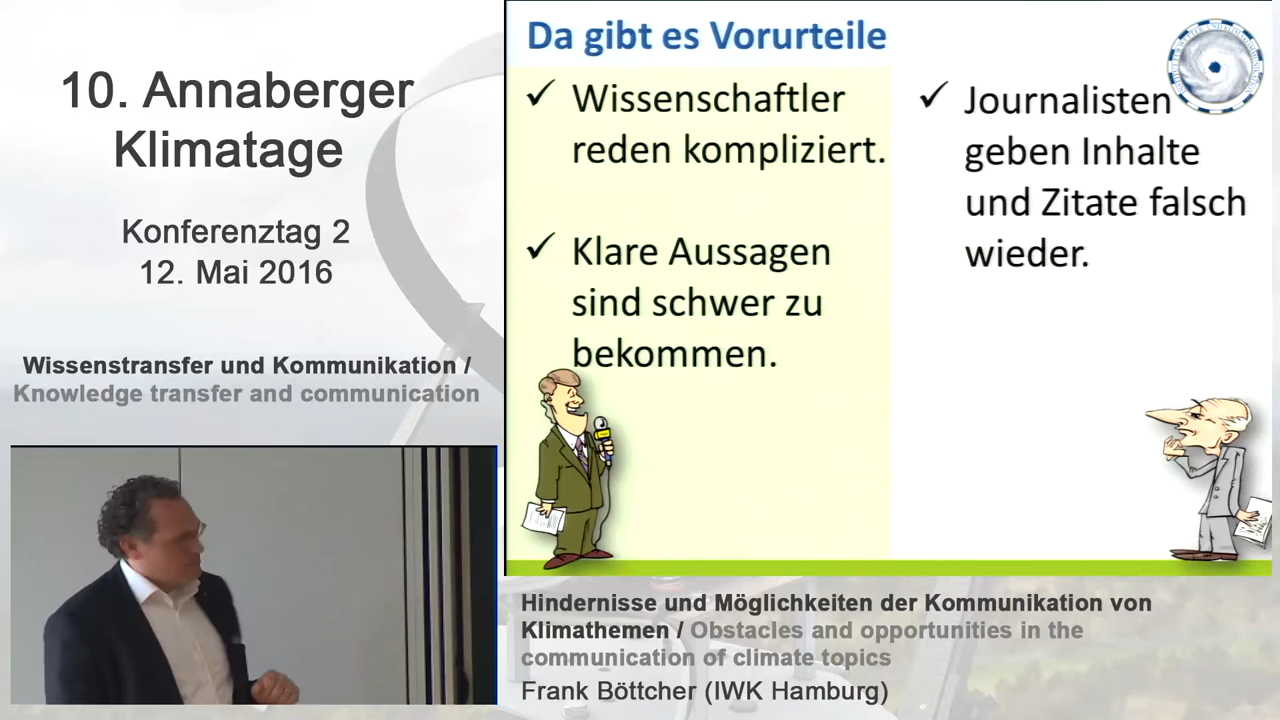 10. Annaberger
Klimatage
Konferenztag 2
12. Mai 2016
Wissenstransfer und Kommunikation /
Knowledge transfer and communication
Da gibt es Vorurteile
✓ Wissenschaftler
reden kompliziert.
✓ Klare Aussagen
sind schwer zu
bekommen.
✓ Journalisten
geben Inhalte
und Zitate falsch
wieder.
Hindernisse und Möglichkeiten der Kommunikation von
Klimathemen / Obstacles and opportunities in the
communication of climate topics
Frank Böttcher (IWK Hamburg)